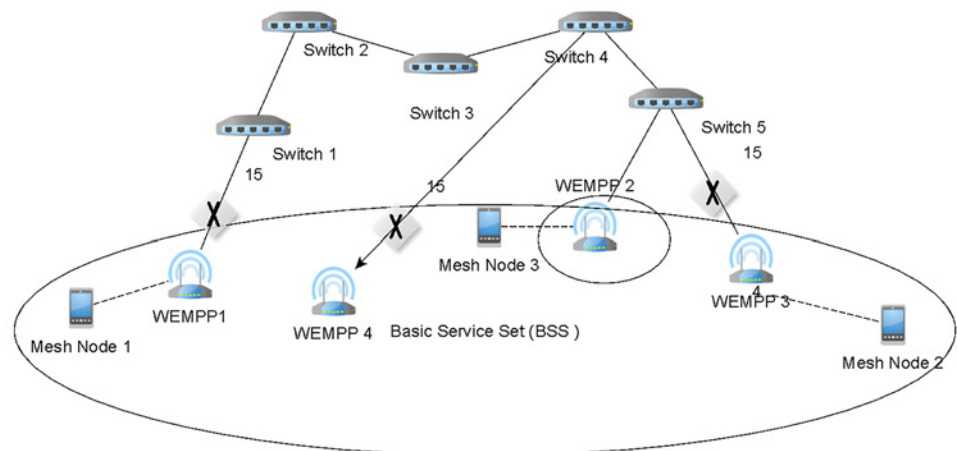 Switch 2
Switch 4
Switch 3
Switch 5
Switch 1
15
15
15
X
X
X
WEMPP 2
Mesh Node 3
WEMPP1
WEMPP 4
Basic Service Set (BSS )
4
WEMPP 3
Mesh Node 1
Mesh Node 2